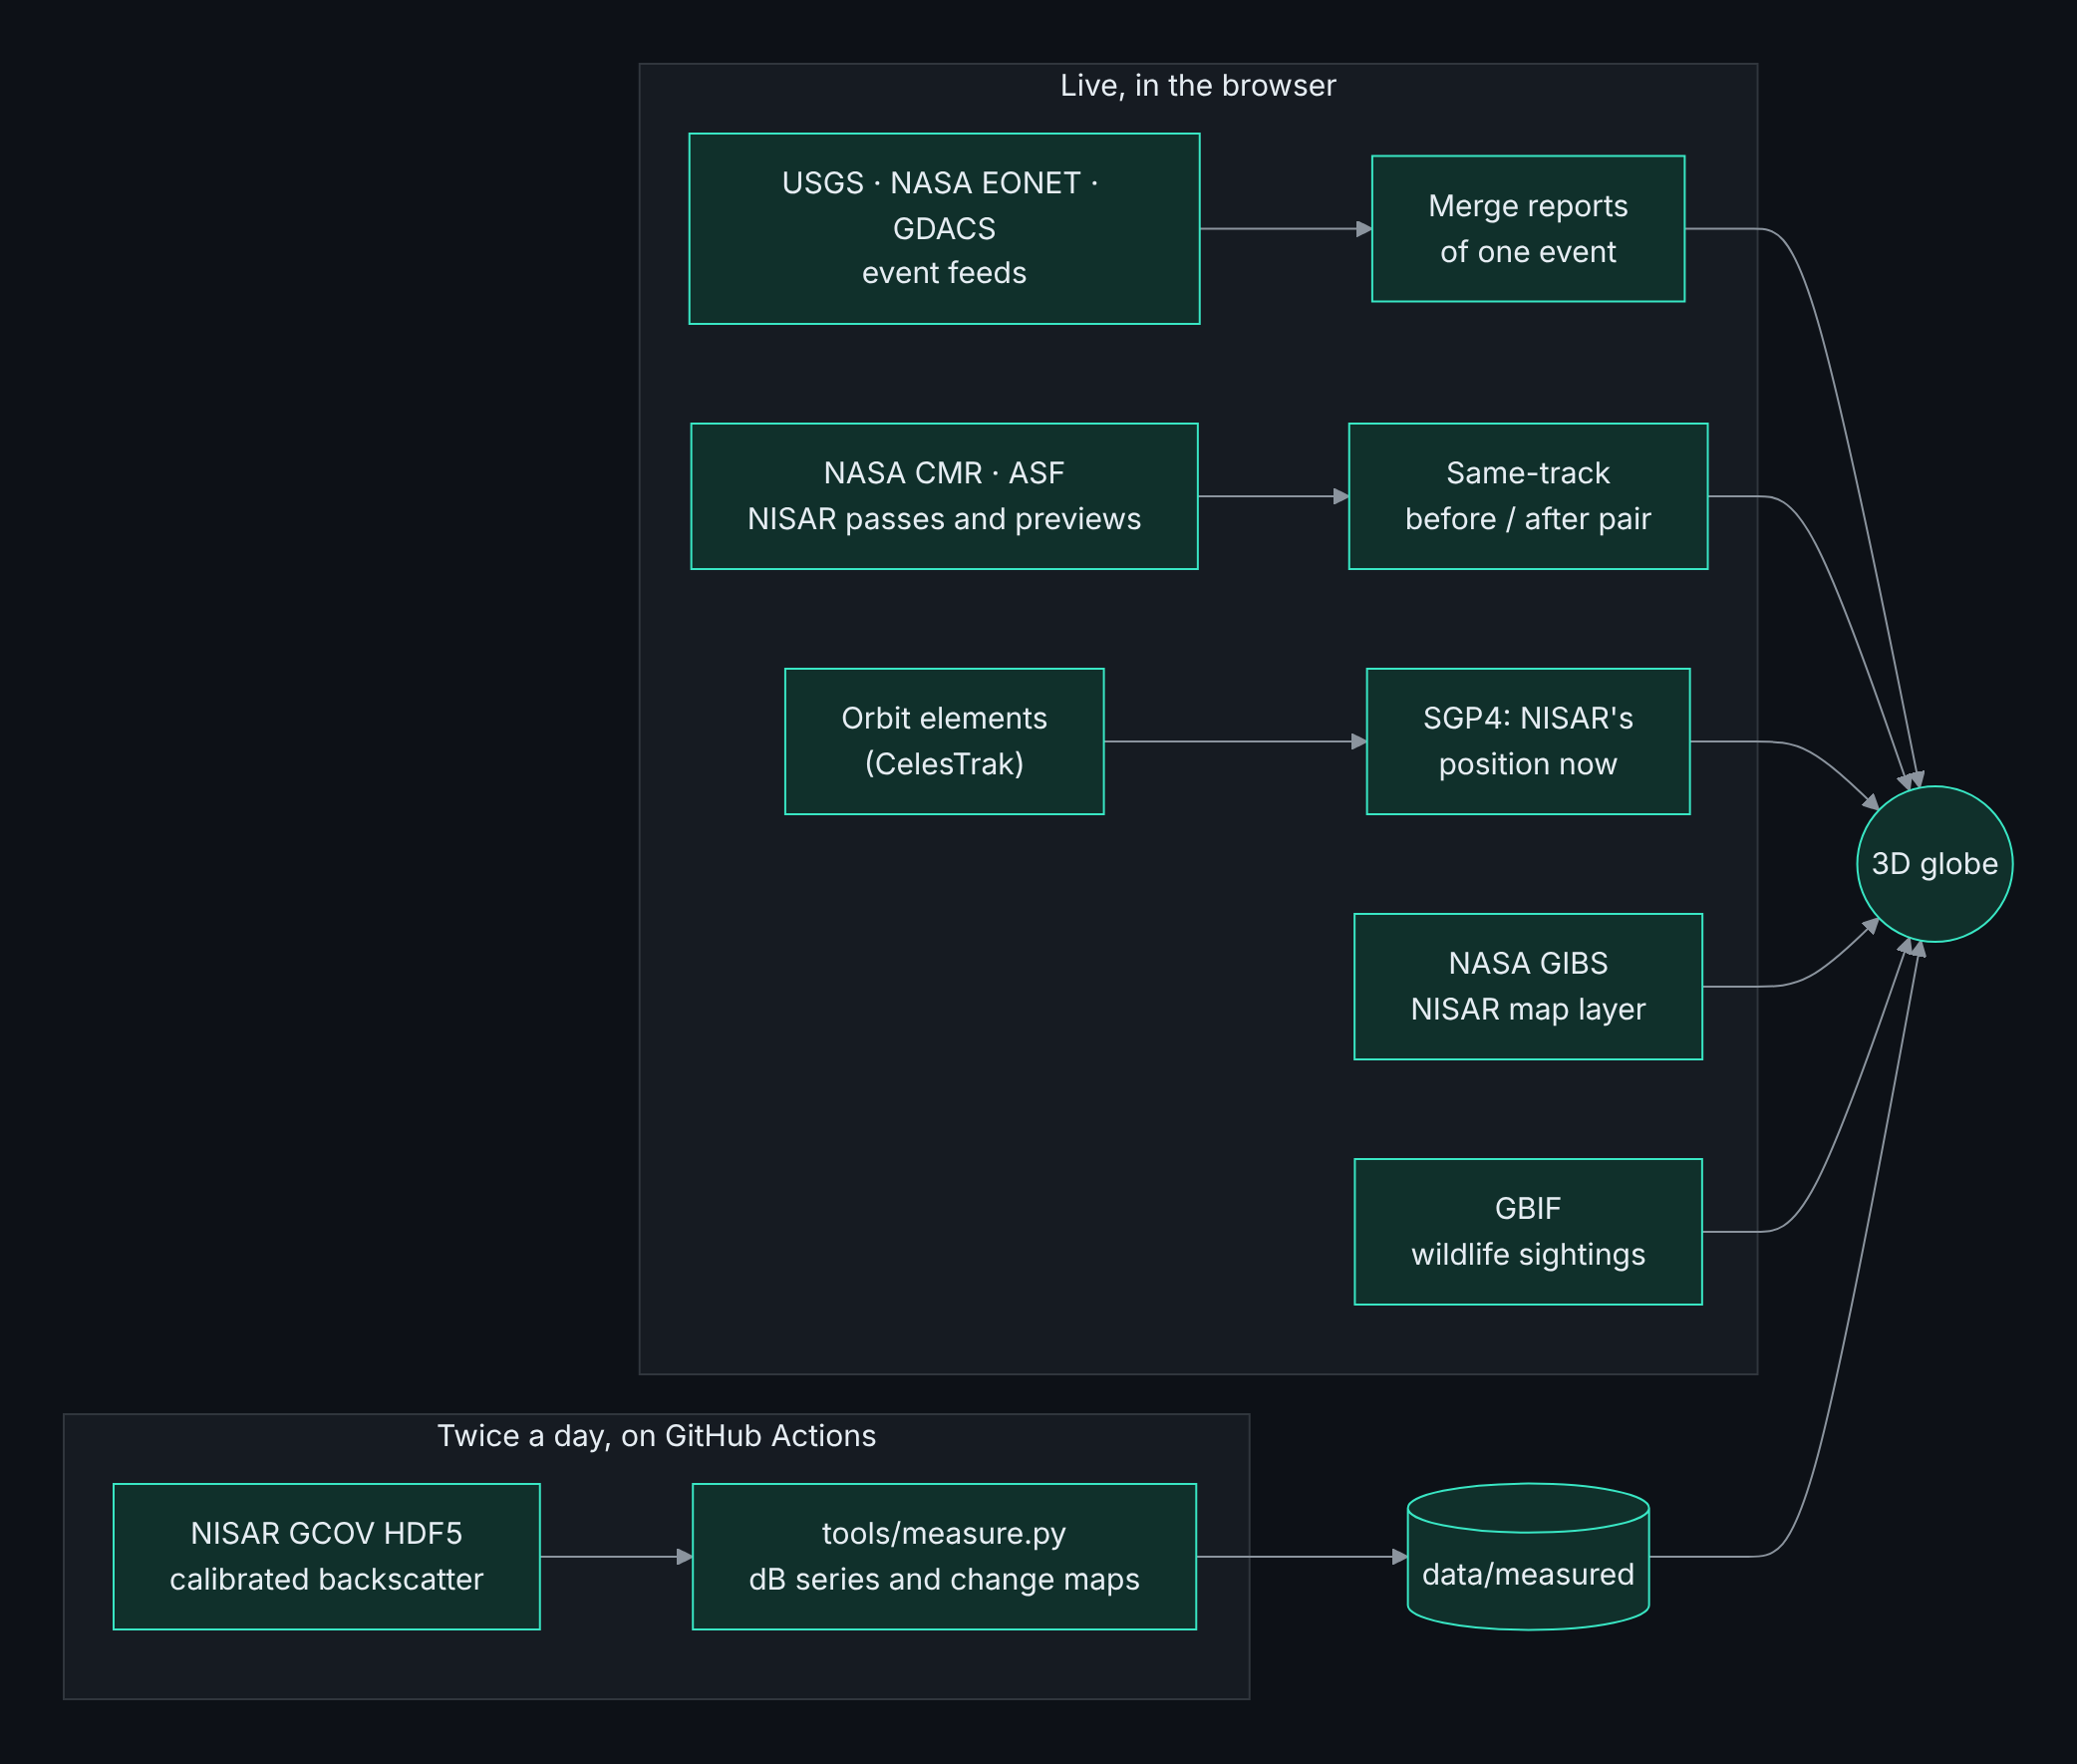 Live, in the browser
USGS · NASA EONET ·
GDACS
event feeds
Merge reports
of one event
NASA CMR · ASF
NISAR passes and previews
Same-track
before / after pair
Orbit elements
(CelesTrak)
SGP4: NISAR's
position now
3D globe
NASA GIBS
NISAR map layer
GBIF
wildlife sightings
Twice a day, on GitHub Actions
NISAR GCOV HDF5
calibrated backscatter
tools/measure.py
dB series and change maps
data/measured